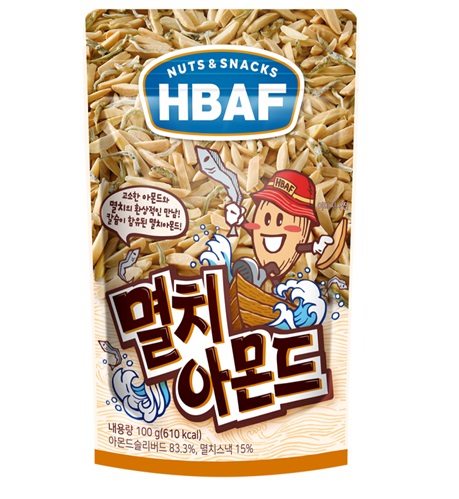 NUTS & SNACKS
HBAF
HBAF
고소한 아몬드와
멸치의 환상적인 만남!
칼슘이 함유된 멸치아몬드!
멸치
아몬드
내용량 100 g(610 kcal)
아몬드슬리버드 83.3%, 멸치스낵 15%